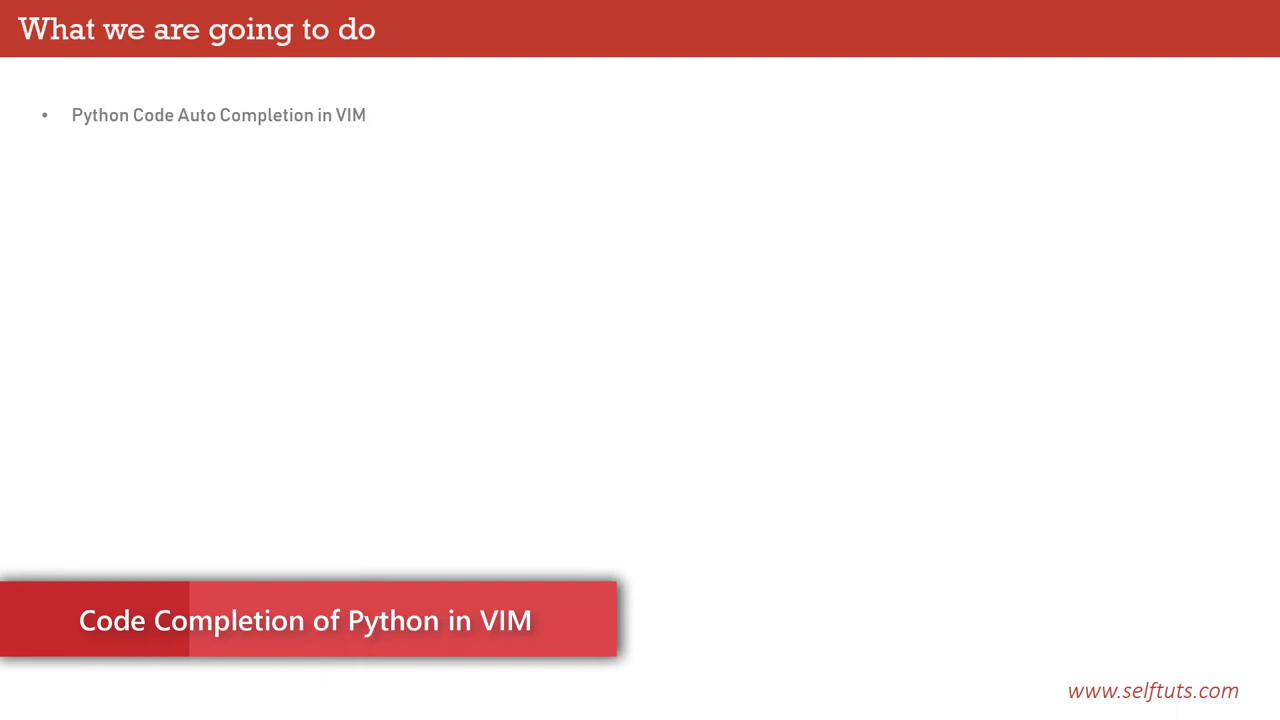 What we are going to do
• Python Code Auto Completion in VIM
Code Completion of Python in VIM
www.selftuts.com